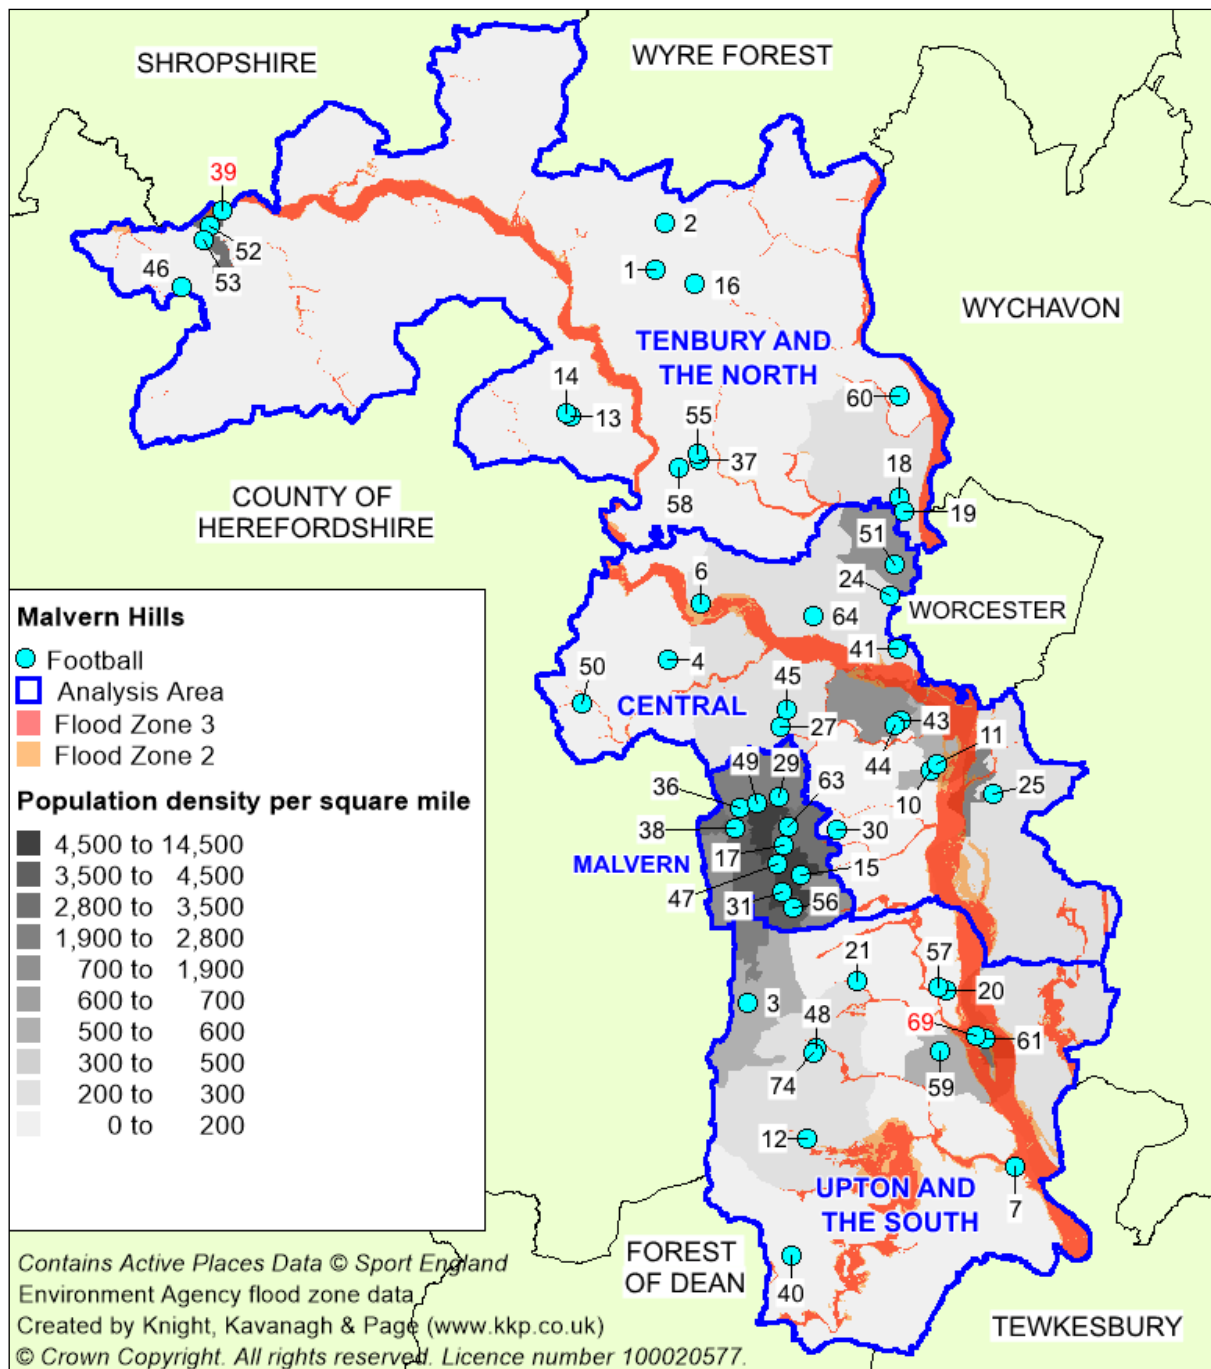 SHROPSHIRE
WYRE FOREST
39
2
52
46
53
1
16
WYCHAVON
TENBURY AND
THE NORTH
14
13
60
55
37
58
18
19
COUNTY OF
HEREFORDSHIRE
51
24
6
64
WORCESTER
41
4
50
45
CENTRAL
27
43
44
11
10
25
49
29
63
36
38
30
17
MALVERN
15
47
31
56
21
57
20
3
48
69
61
74
59
12
7
UPTON AND
THE SOUTH
40
FOREST
OF DEAN
TEWKESBURY
Malvern Hills
Football
Analysis Area
Flood Zone 3
Flood Zone 2
Population density per square mile
4,500 to 14,500
3,500 to 4,500
2,800 to 3,500
1,900 to 2,800
700 to 1,900
600 to 700
500 to 600
300 to 500
200 to 300
0 to 200
Contains Active Places Data © Sport England
Environment Agency flood zone data
Created by Knight, Kavanagh & Page (www.kkp.co.uk)
© Crown Copyright. All rights reserved. Licence number 100020577.